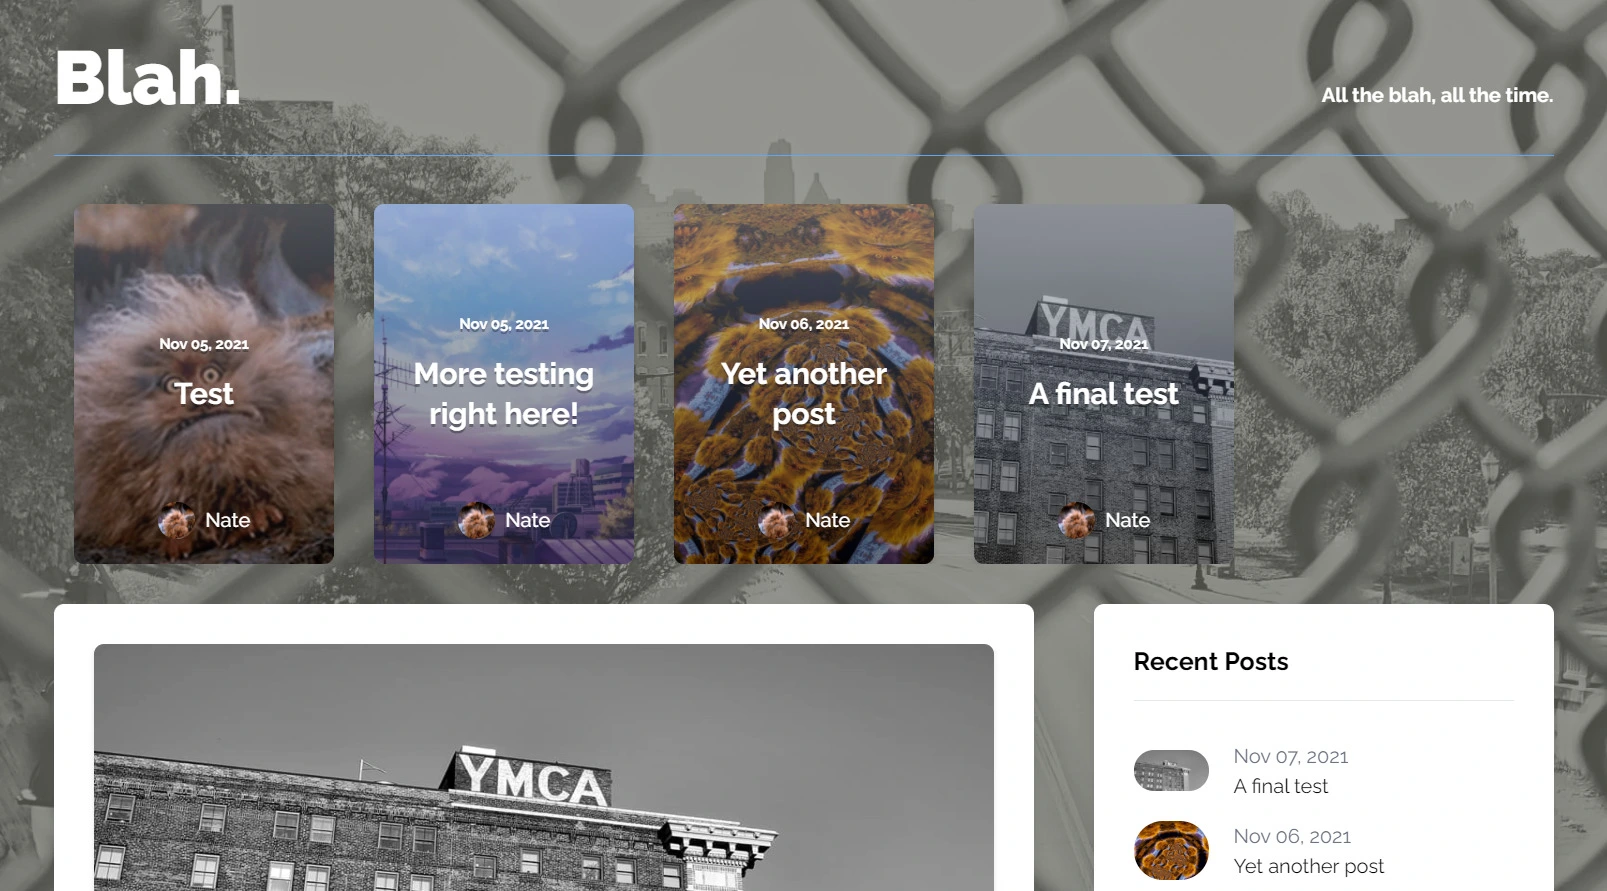 Blah.
All the blah, all the time.
Nov 05, 2021
Test
Nate
Nov 05, 2021
More testing
right here!
Nate
Nov 06, 2021
Yet another
post
Nate
YMCA
Nov 07, 2021
A final test
Nate
YMCA
Recent Posts
Nov 07, 2021
A final test
Nov 06, 2021
Yet another post